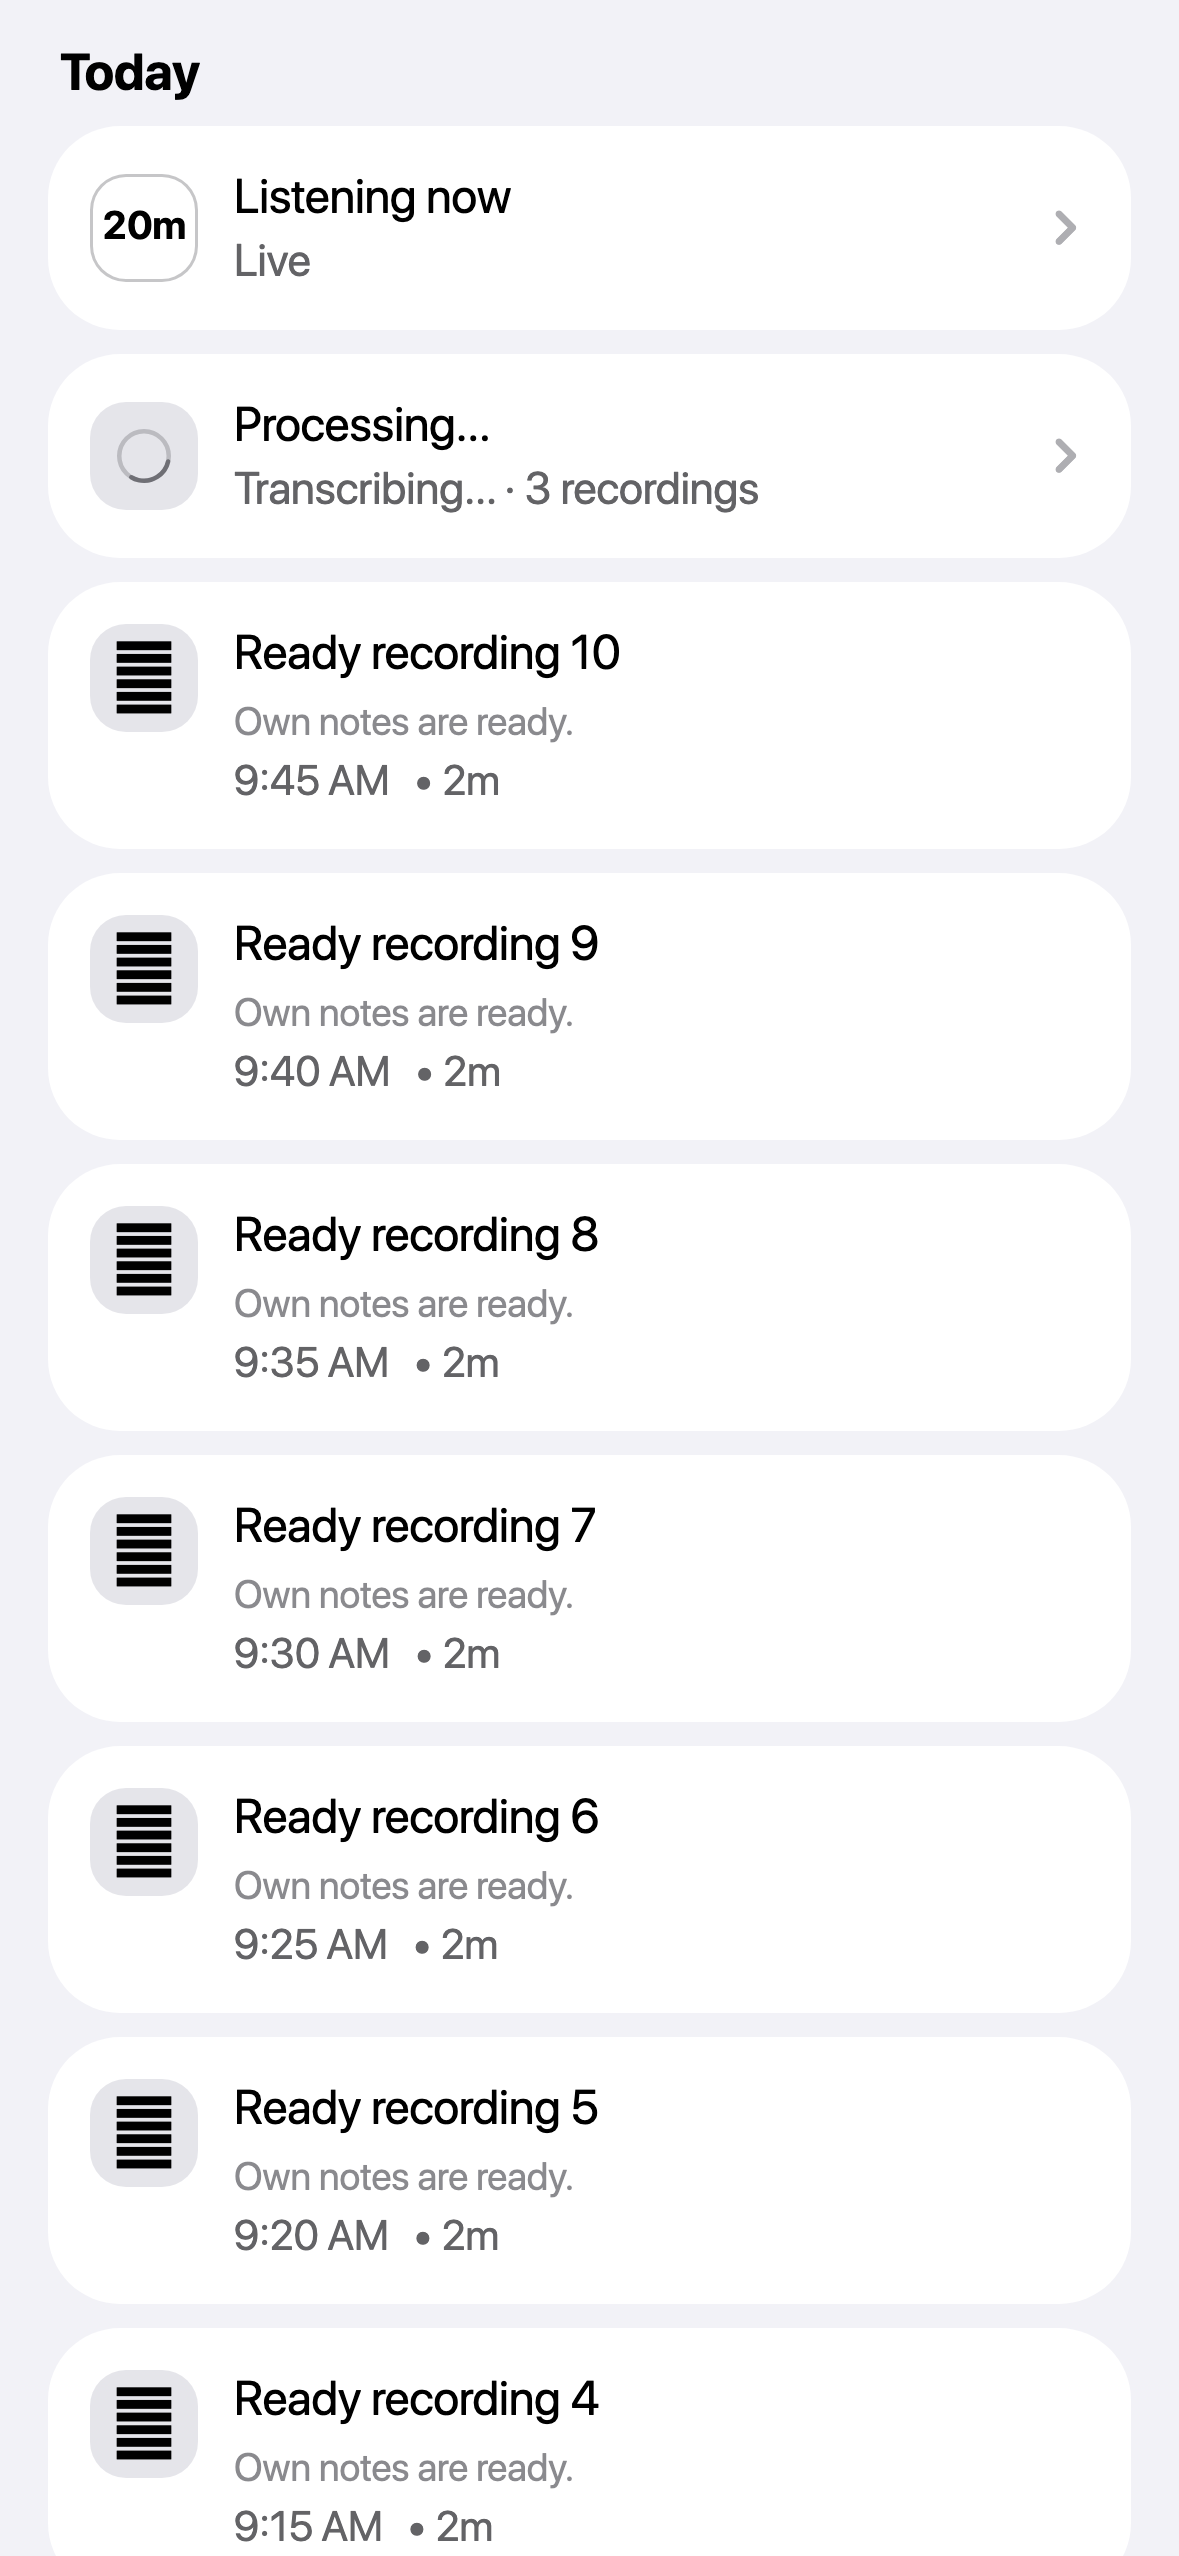 Today
20m
Listening now
Live
Processing...
Transcribing... · 3 recordings
Ready recording 10
Own notes are ready.
9:45 AM • 2m
Ready recording 9
Own notes are ready.
9:40 AM • 2m
Ready recording 8
Own notes are ready.
9:35 AM • 2m
Ready recording 7
Own notes are ready.
9:30 AM • 2m
Ready recording 6
Own notes are ready.
9:25 AM • 2m
Ready recording 5
Own notes are ready.
9:20 AM • 2m
Ready recording 4
Own notes are ready.
9:15 AM • 2m